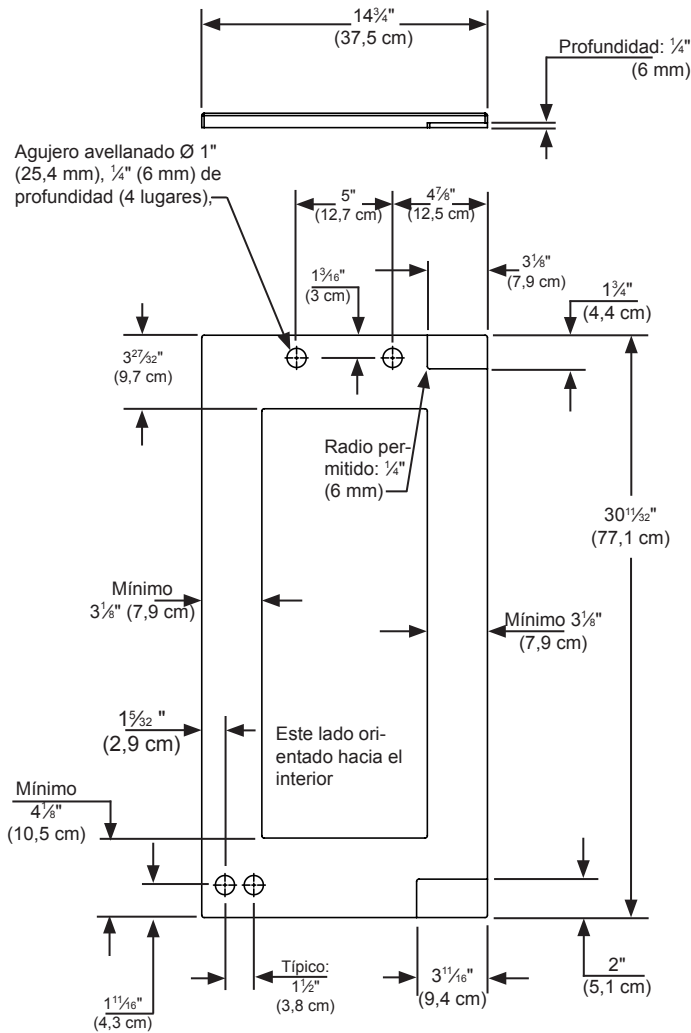 14¾"
(37,5 cm)
Profundidad: ¼"
(6 mm)
Agujero avellanado Ø 1"
(25,4 mm), ¼" (6 mm) de
profundidad (4 lugares),
5"
(12,7 cm)
4⅞"
(12,5 cm)
1³⁄₁₆"
(3 cm)
3⅛"
(7,9 cm)
1¾"
(4,4 cm)
3²⁷⁄₃₂"
(9,7 cm)
Radio per-
mitido: ¼"
(6 mm)
30¹¹⁄₃₂"
(77,1 cm)
Mínimo
3⅛" (7,9 cm)
Mínimo 3⅛"
(7,9 cm)
1⁵⁄₃₂ "
(2,9 cm)
Este lado ori-
entado hacia el
interior
Mínimo
4⅛"
(10,5 cm)
Típico:
1½"
(3,8 cm)
3¹¹⁄₁₆"
(9,4 cm)
2"
(5,1 cm)
1¹¹⁄₁₆"
(4,3 cm)